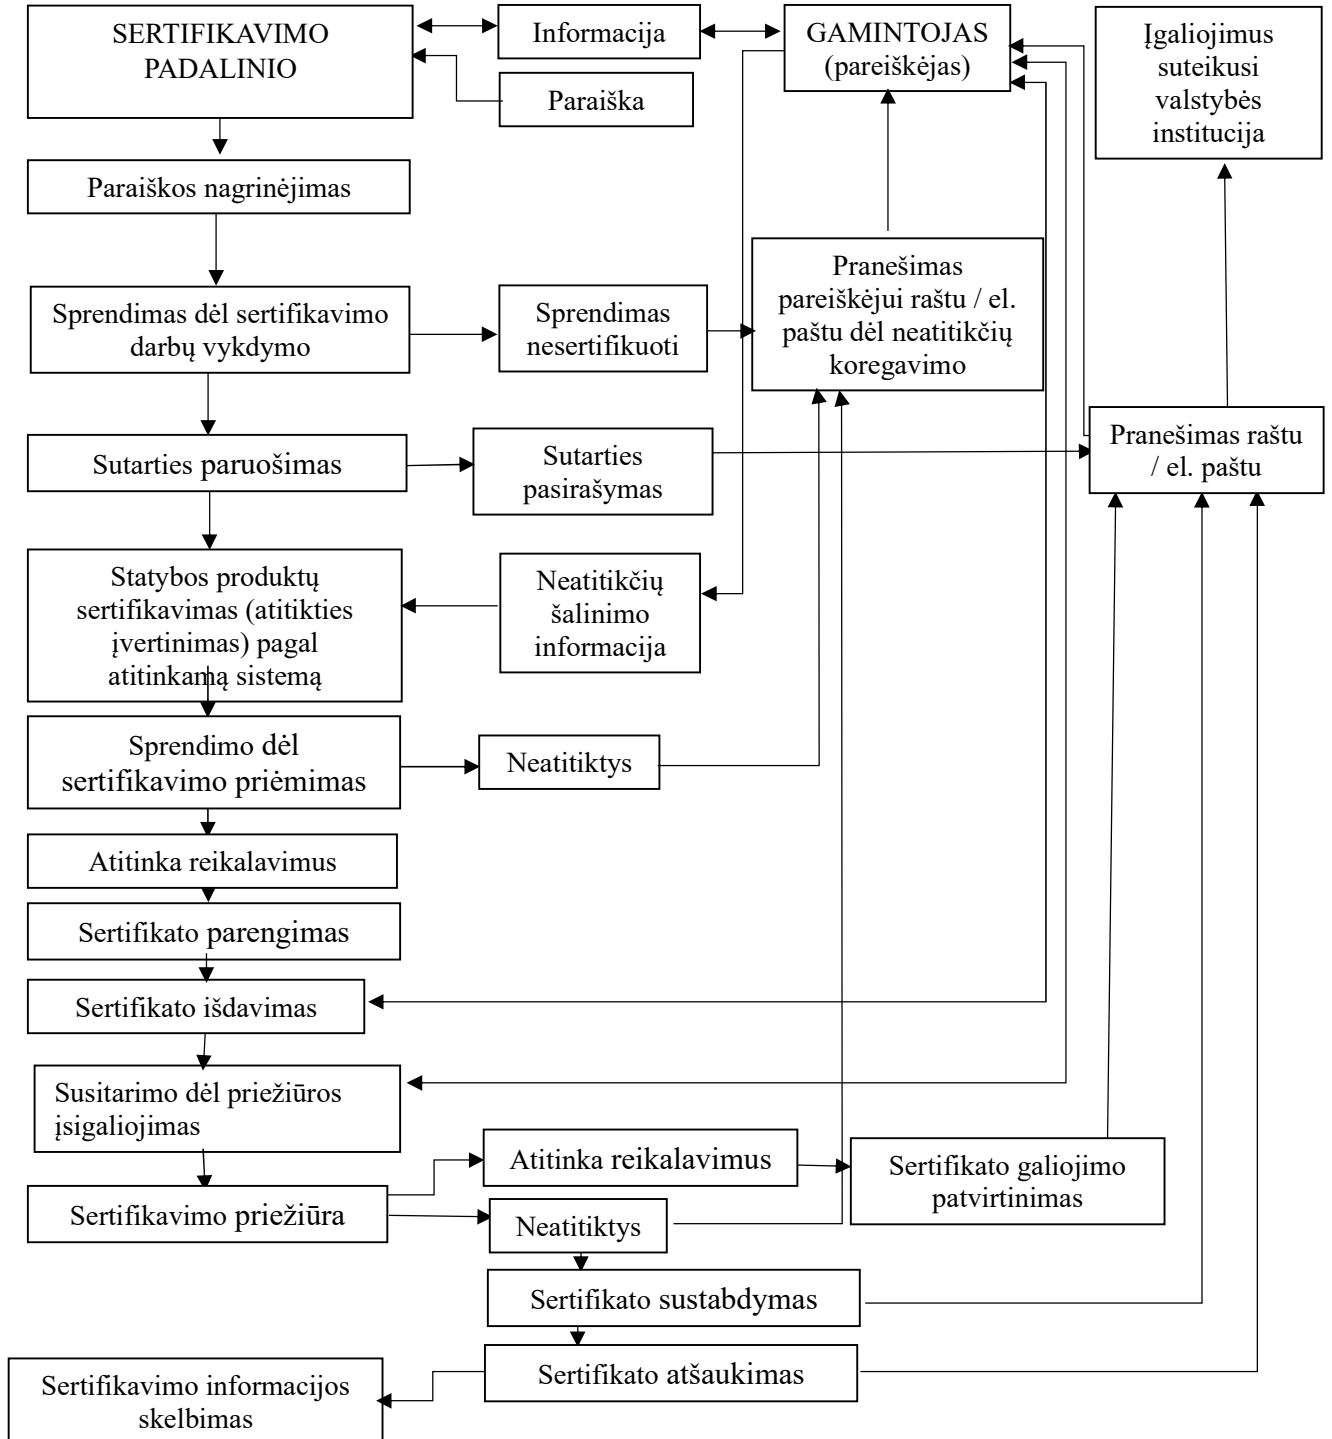 SERTIFIKAVIMO
PADALINIO
Informacija
Paraiška
GAMINTOJAS
(pareiškėjas)
Įgaliojimus
suteikusi
valstybės
institucija
Paraiškos nagrinėjimas
Sprendimas dėl sertifikavimo
darbų vykdymo
Sprendimas
nesertifikuoti
Pranešimas
pareiškėjui raštu / el.
paštu dėl neatitikčių
koregavimo
Sutarties paruošimas
Sutarties
pasirašymas
Pranešimas raštu
/ el. paštu
Statybos produktų
sertifikavimas (atitikties
įvertinimas) pagal
atitinkamą sistemą
Neatitikčių
šalinimo
informacija
Sprendimo dėl
sertifikavimo priėmimas
Neatitiktys
Atitinka reikalavimus
Sertifikato parengimas
Sertifikato išdavimas
Susitarimo dėl priežiūros
įsigaliojimas
Atitinka reikalavimus
Sertifikato galiojimo
patvirtinimas
Sertifikavimo priežiūra
Neatitiktys
Sertifikato sustabdymas
Sertifikato atšaukimas
Sertifikavimo informacijos
skelbimas